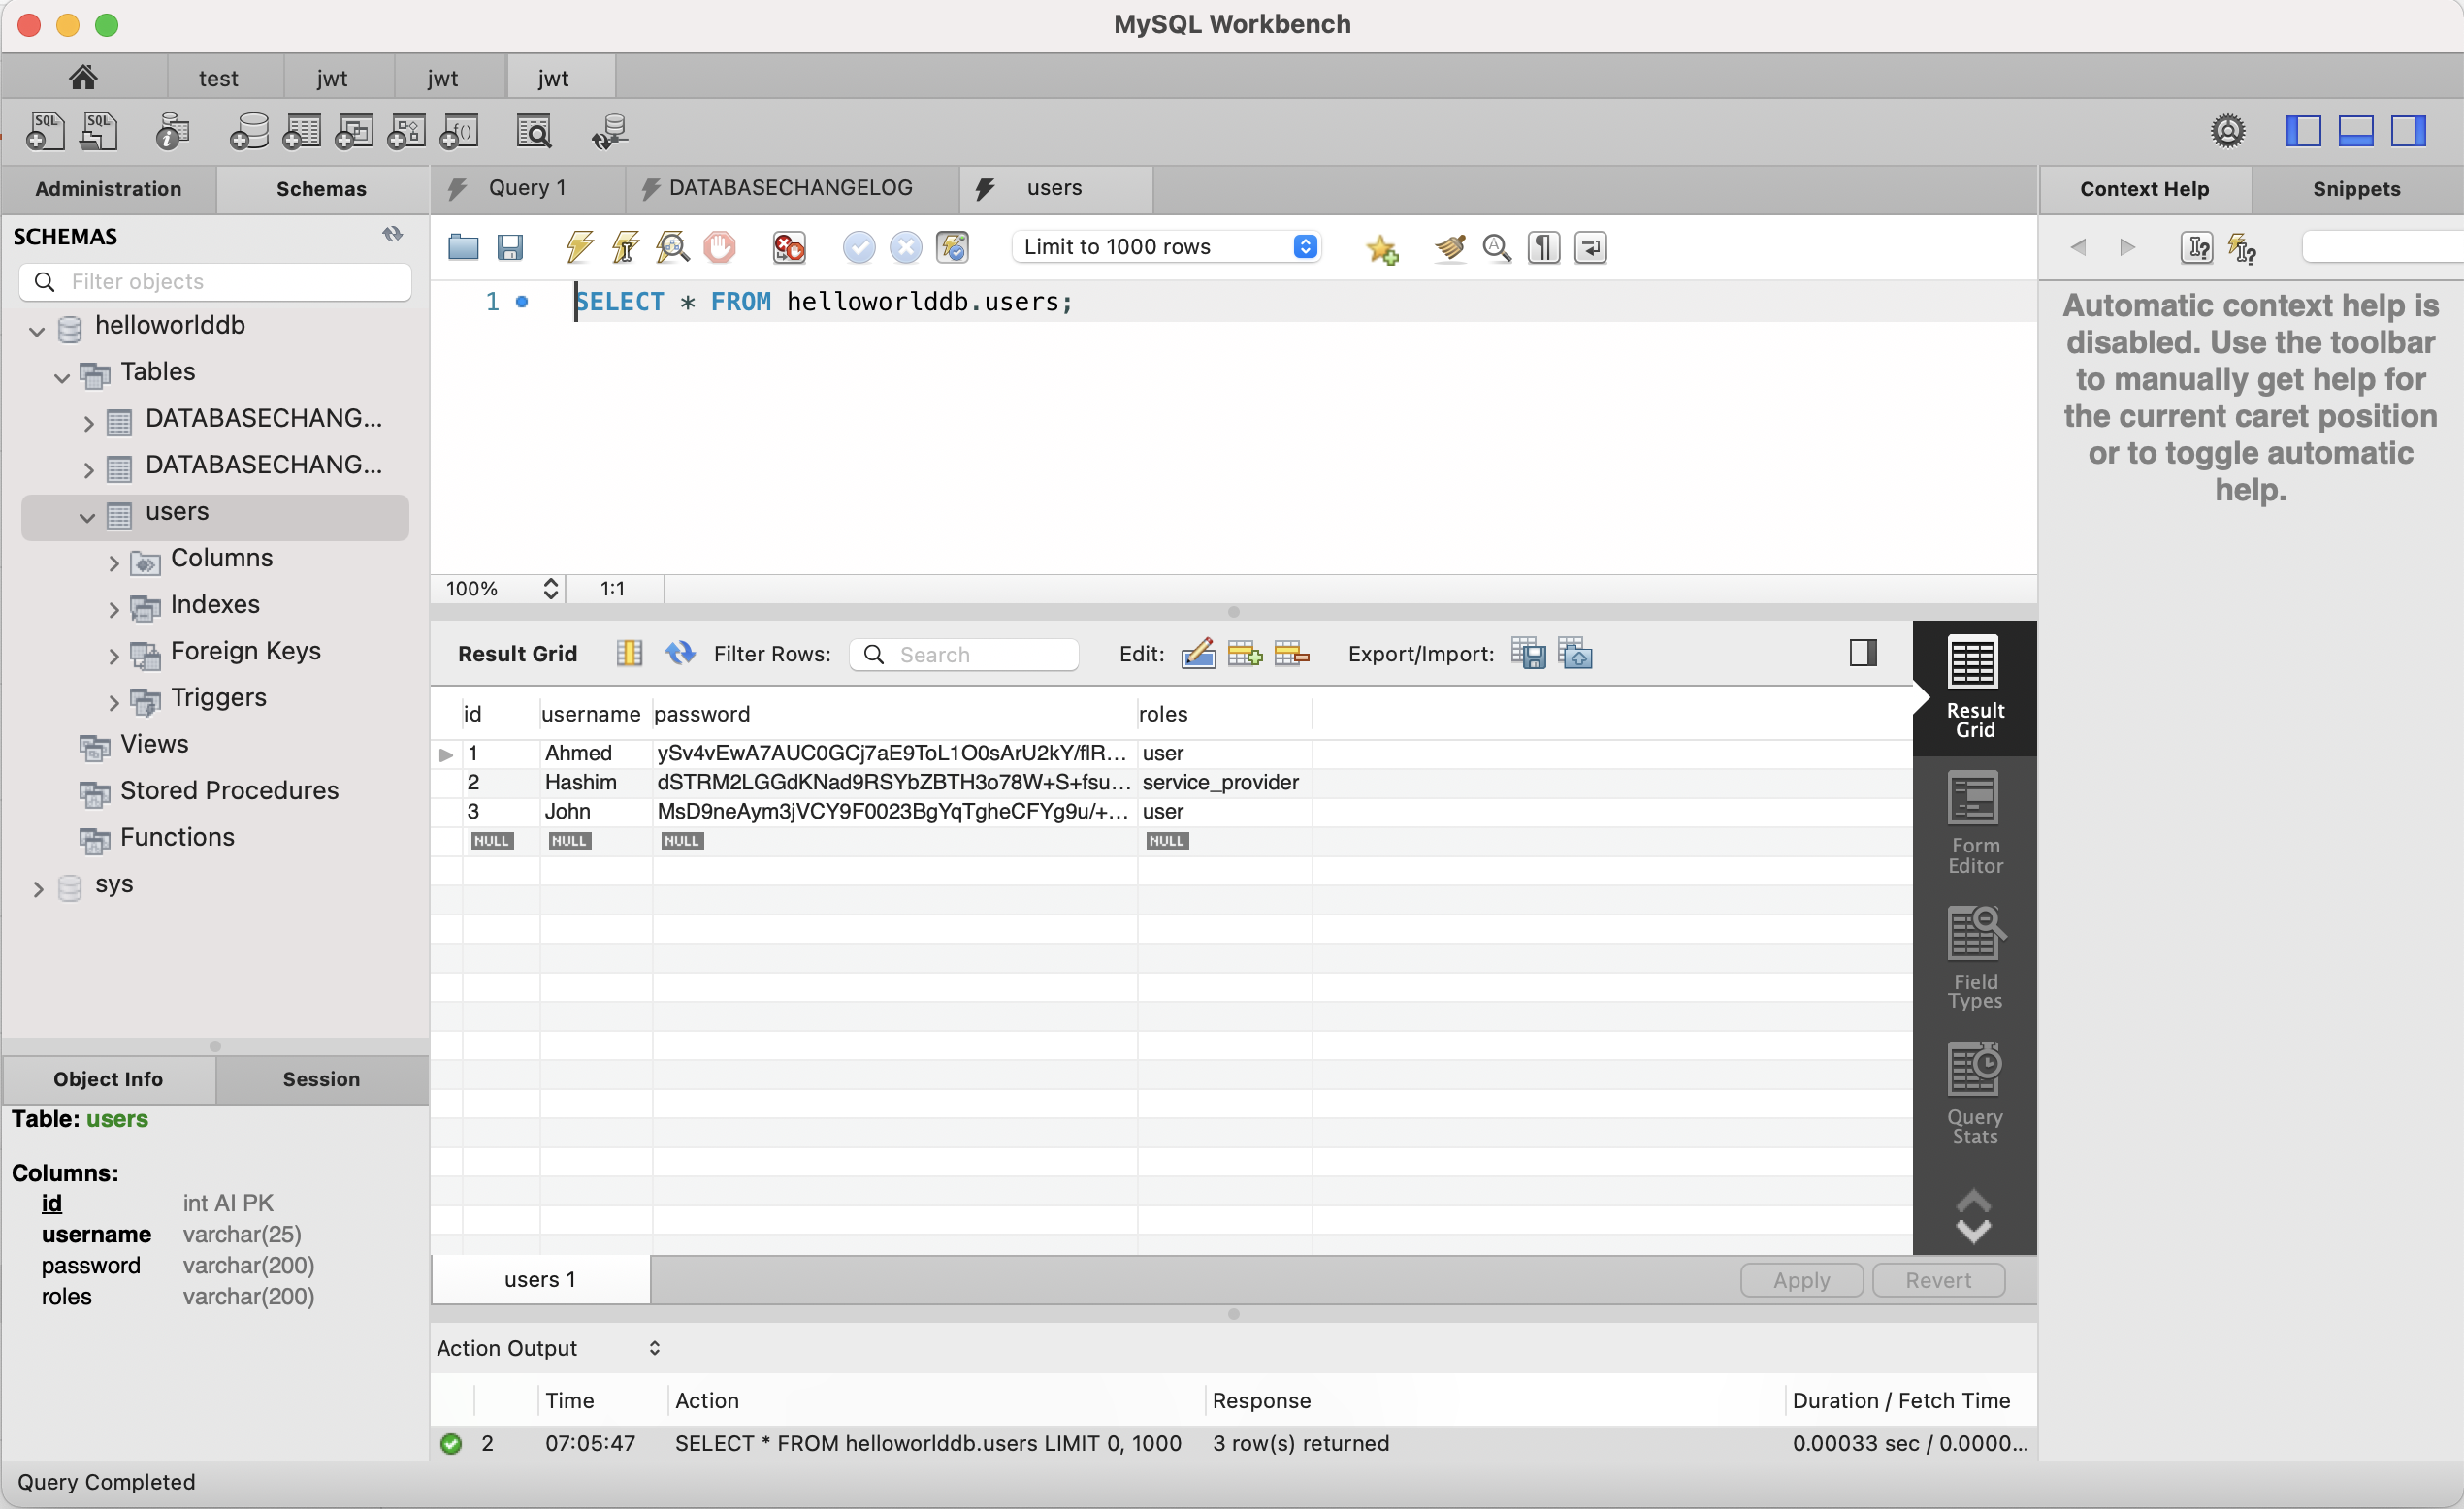 MySQL Workbench
test jwt jwt jwt
SQL SQL
Administration Schemas
SCHEMAS
Filter objects
helloworlddb
Tables
DATABASECHANG...
DATABASECHANG...
users
Columns
Indexes
Foreign Keys
Triggers
Views
Stored Procedures
Functions
sys
Object Info Session
Table: users
Columns:
id int AI PK
username varchar(25)
password varchar(200)
roles varchar(200)
Query 1 DATABASECHANGELOG users
Limit to 1000 rows
1 SELECT * FROM helloworlddb.users;
100% 1:1
Result Grid Filter Rows: Search Edit: Export/Import:
id username password roles
1 Ahmed ySv4vEwA7AUC0GCj7aE9ToL1O0sArU2kY/flR... user
2 Hashim dSTRM2LGGdKNad9RSYbZBTH3o78W+S+fsu... service_provider
3 John MsD9neAym3jVCY9F0023BgYqTgheCFYg9u/+... user
NULL NULL NULL NULL
Result
Grid
Form
Editor
Field
Types
Query
Stats
users 1 Apply Revert
Action Output
Time Action Response Duration / Fetch Time
2 07:05:47 SELECT * FROM helloworlddb.users LIMIT 0, 1000 3 row(s) returned 0.00033 sec / 0.0000...
Context Help Snippets
Automatic context help is
disabled. Use the toolbar
to manually get help for
the current caret position
or to toggle automatic
help.
Query Completed